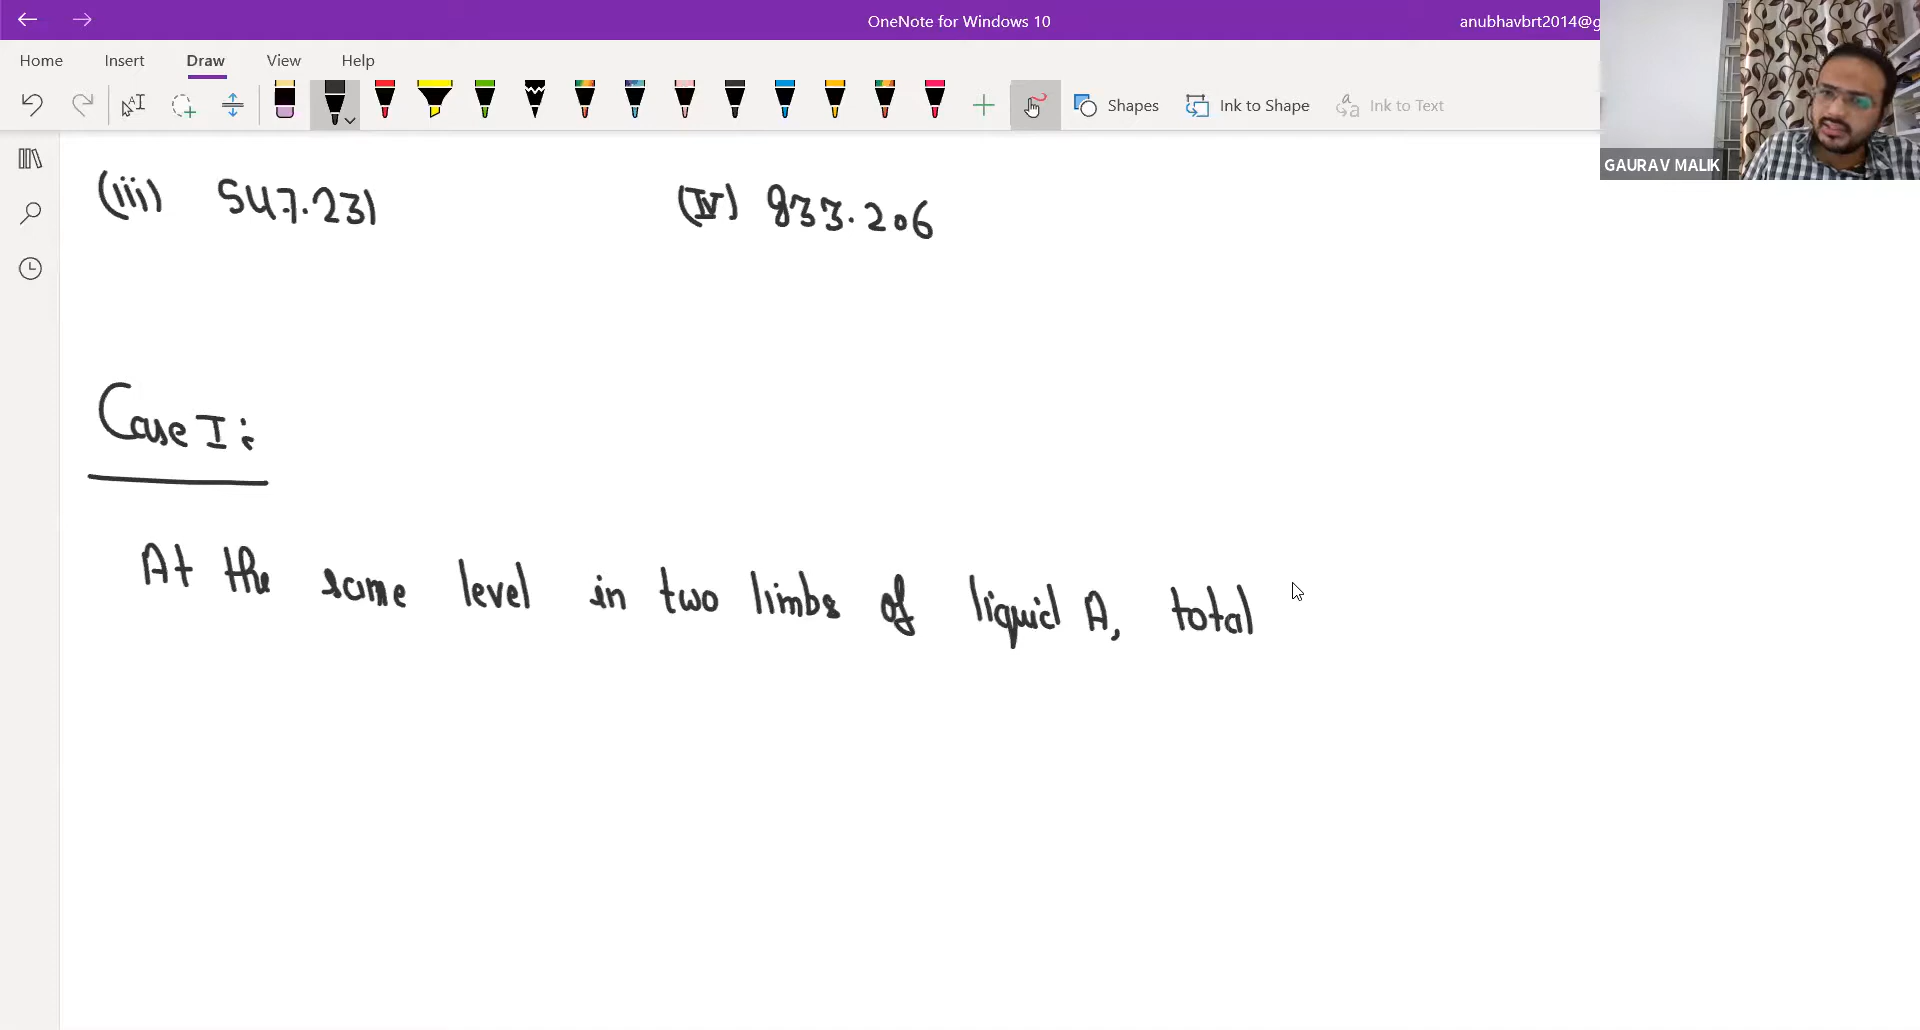 OneNote for Windows 10
anubhavbrt2014@g
Home Insert Draw View Help
Shapes Ink to Shape Ink to Text
GAURAV MALIK
(iii) 547.231 (IV) 833.206
Case I:
At the same level in two limbs of liquid A, total